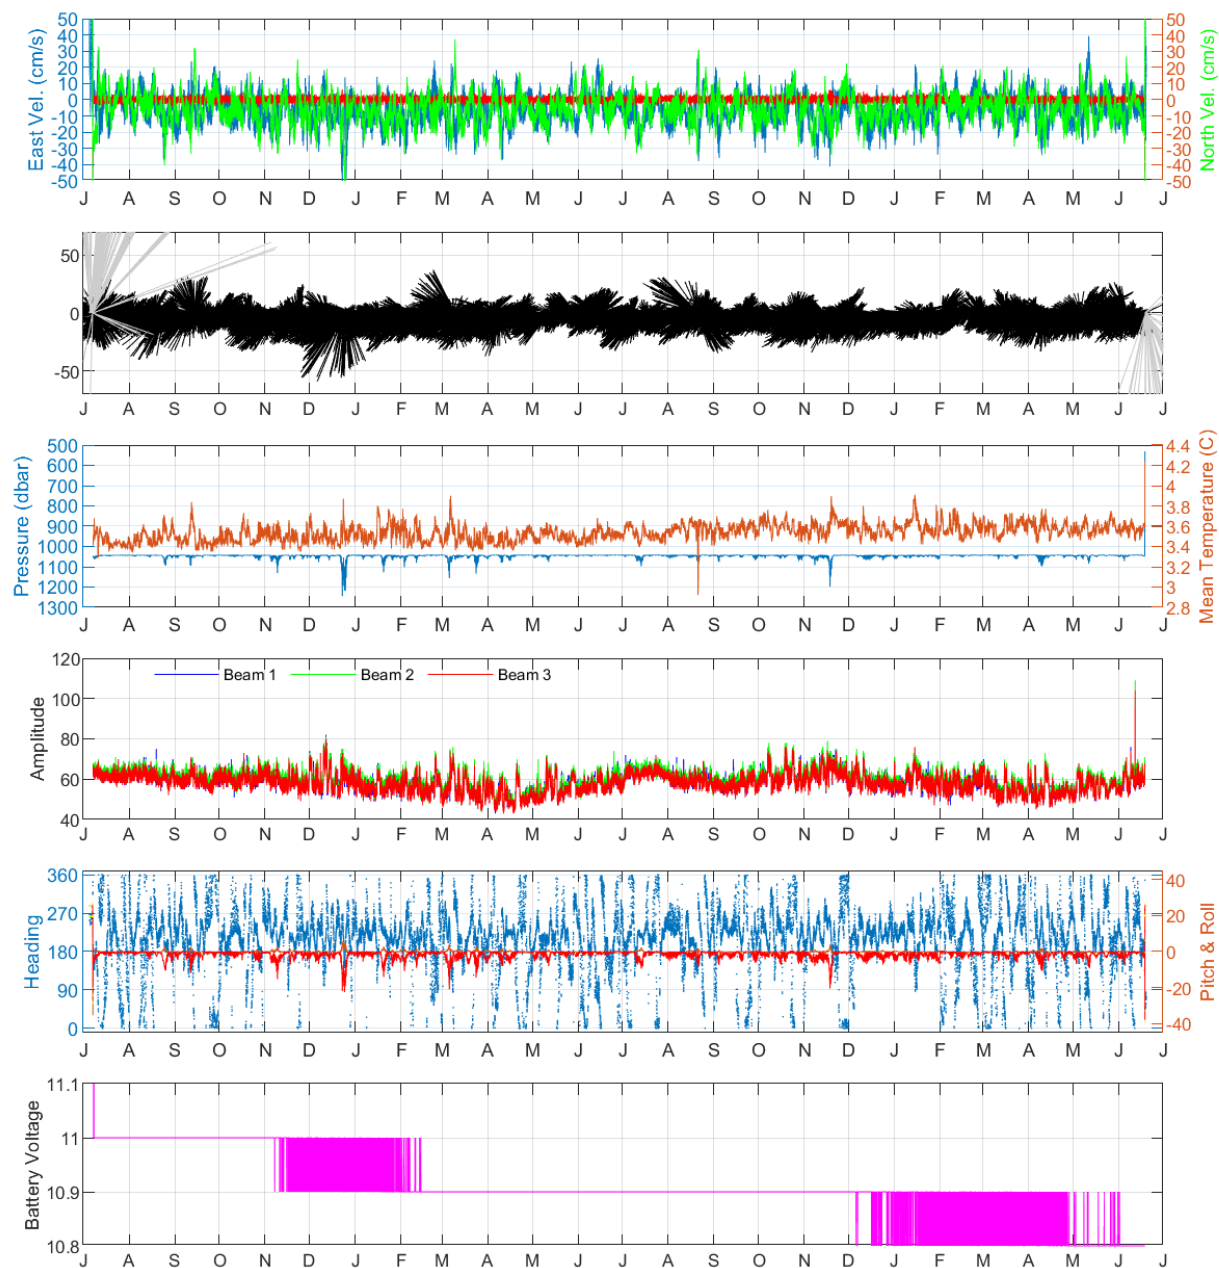 50 40 30 20 10 0 -10 -20 -30 -40 -50
East Vel. (cm/s)
50 40 30 20 10 0 -10 -20 -30 -40 -50
North Vel. (cm/s)
J A S O N D J F M A M J J A S O N D J F M A M J J
50 0 -50
J A S O N D J F M A M J J A S O N D J F M A M J J
500 600 700 800 900 1000 1100 1200 1300
Pressure (dbar)
4.4 4.2 4 3.8 3.6 3.4 3.2 3 2.8
Mean Temperature (C)
J A S O N D J F M A M J J A S O N D J F M A M J J
120 100 80 60 40
Amplitude
Beam 1 Beam 2 Beam 3
J A S O N D J F M A M J J A S O N D J F M A M J J
360 270 180 90 0
Heading
40 20 0 -20 -40
Pitch & Roll
J A S O N D J F M A M J J A S O N D J F M A M J J
11.1 11 10.9 10.8
Battery Voltage
J A S O N D J F M A M J J A S O N D J F M A M J J